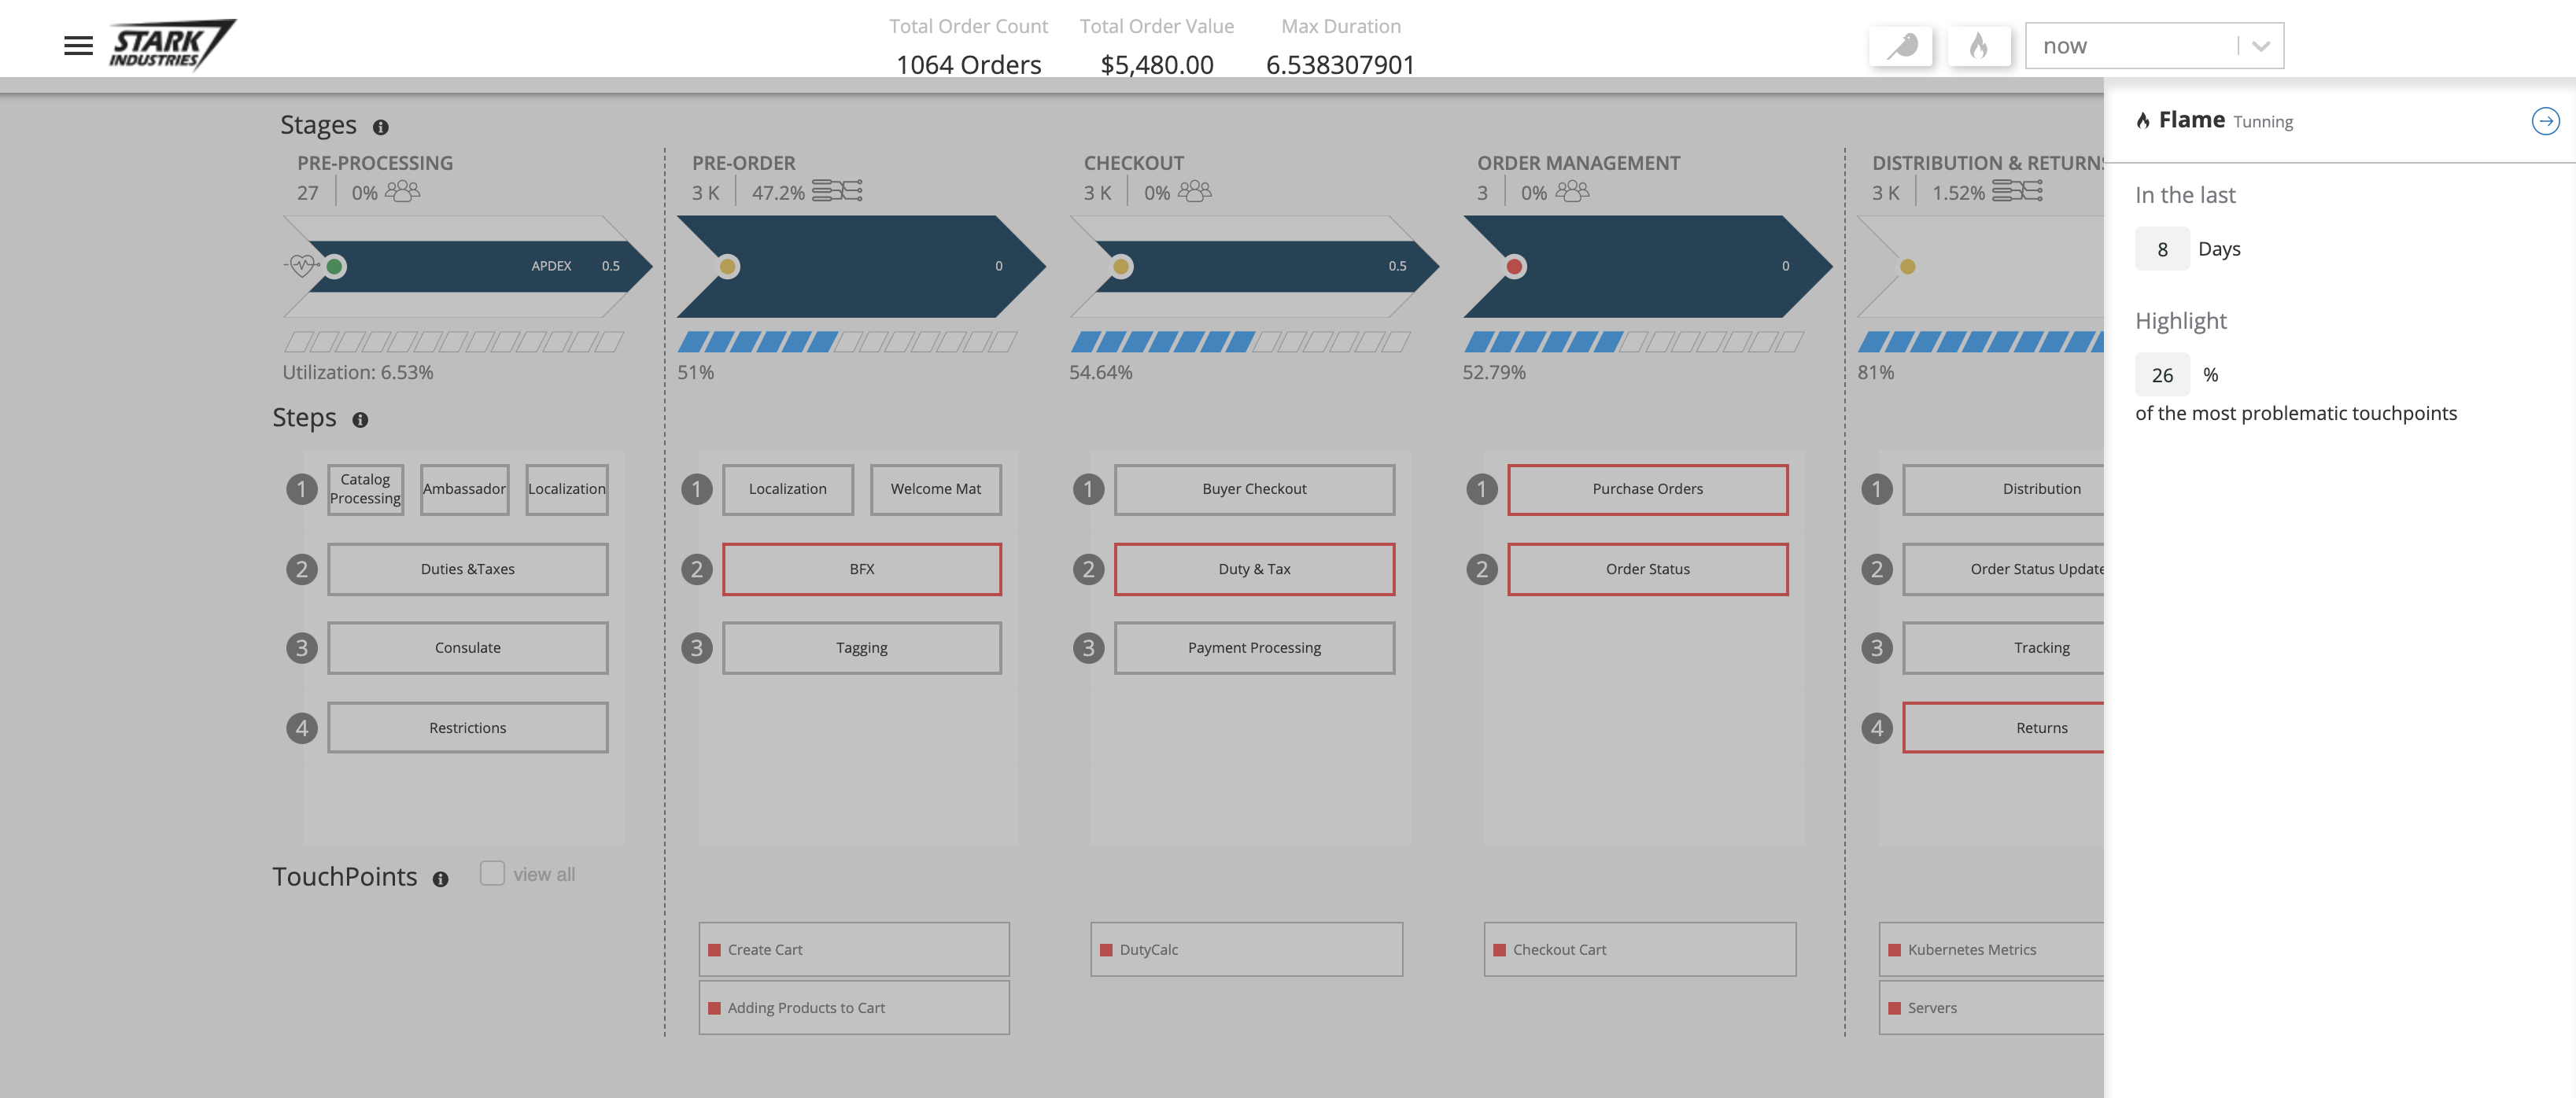 STARK
INDUSTRIES
Total Order Count
1064 Orders
Total Order Value
$5,480.00
Max Duration
6.538307901
now
Stages
PRE-PROCESSING
27 0%
APDEX 0.5
Utilization: 6.53%
PRE-ORDER
3 K 47.2%
0
51%
CHECKOUT
3 K 0%
0.5
54.64%
ORDER MANAGEMENT
3 0%
0
52.79%
DISTRIBUTION & RETURNS
3 K 1.52%
81%
Steps
1 Catalog Processing Ambassador Localization
2 Duties &Taxes
3 Consulate
4 Restrictions
1 Localization Welcome Mat
2 BFX
3 Tagging
1 Buyer Checkout
2 Duty & Tax
3 Payment Processing
1 Purchase Orders
2 Order Status
1 Distribution
2 Order Status Update
3 Tracking
4 Returns
TouchPoints view all
Create Cart
Adding Products to Cart
DutyCalc
Checkout Cart
Kubernetes Metrics
Servers
Flame Tunning
In the last
8 Days
Highlight
26 %
of the most problematic touchpoints